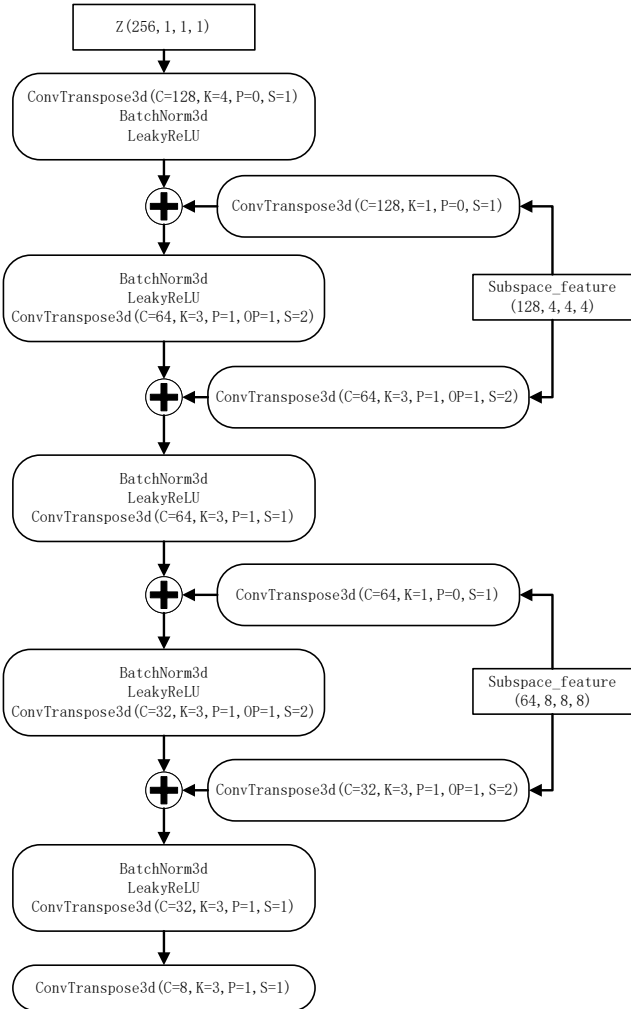 Z(256,1,1,1)
ConvTranspose3d(C=128,K=4,P=0,S=1)
BatchNorm3d
LeakyReLU
ConvTranspose3d(C=128,K=1,P=0,S=1)
BatchNorm3d
LeakyReLU
ConvTranspose3d(C=64,K=3,P=1,OP=1,S=2)
Subspace_feature
(128,4,4,4)
ConvTranspose3d(C=64,K=3,P=1,OP=1,S=2)
BatchNorm3d
LeakyReLU
ConvTranspose3d(C=64,K=3,P=1,S=1)
ConvTranspose3d(C=64,K=1,P=0,S=1)
BatchNorm3d
LeakyReLU
ConvTranspose3d(C=32,K=3,P=1,OP=1,S=2)
Subspace_feature
(64,8,8,8)
ConvTranspose3d(C=32,K=3,P=1,OP=1,S=2)
BatchNorm3d
LeakyReLU
ConvTranspose3d(C=32,K=3,P=1,S=1)
ConvTranspose3d(C=8,K=3,P=1,S=1)